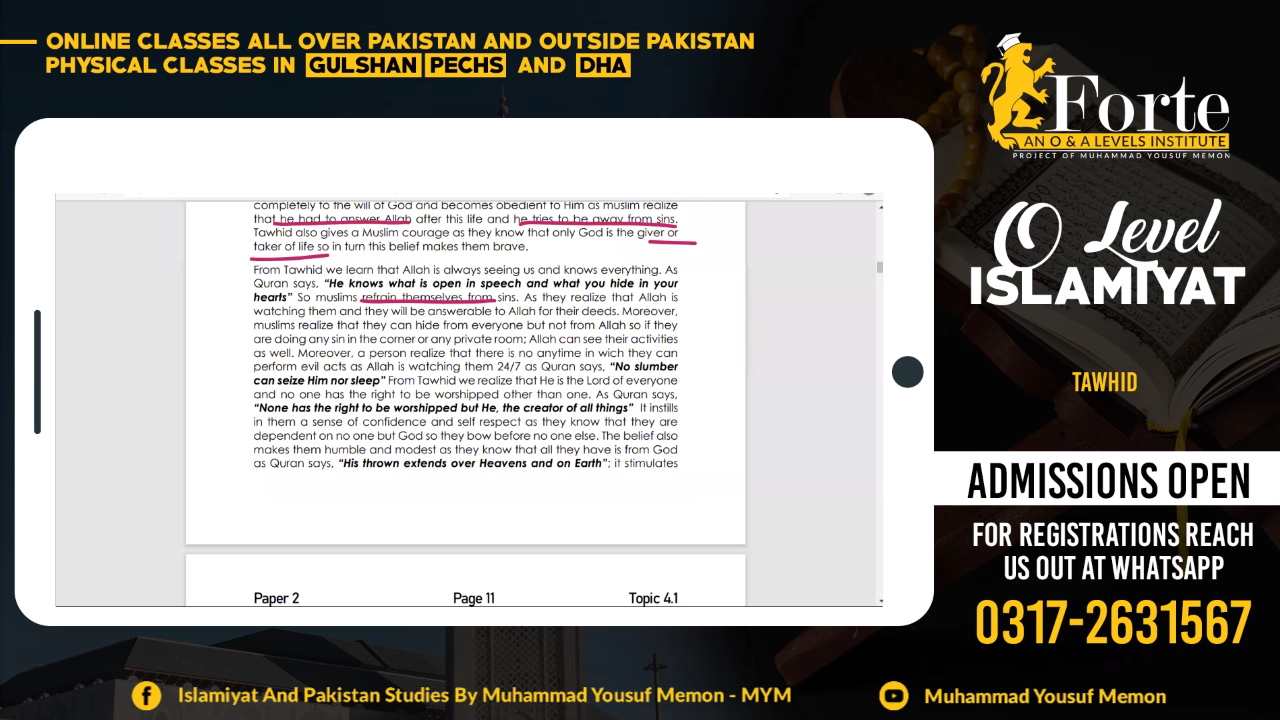 ONLINE CLASSES ALL OVER PAKISTAN AND OUTSIDE PAKISTAN
PHYSICAL CLASSES IN GULSHAN PECHS AND DHA
Forte
AN O & A LEVELS INSTITUTE
PROJECT OF MUHAMMAD YOUSUF MEMON
O Level
ISLAMIYAT
TAWHID
ADMISSIONS OPEN
FOR REGISTRATIONS REACH
US OUT AT WHATSAPP
0317-2631567
completely to the will of God and becomes obedient to Him as muslim realize
that he had to answer Allah after this life and he tries to be away from sins.
Tawhid also gives a Muslim courage as they know that only God is the giver or
taker of life so in turn this belief makes them brave.
From Tawhid we learn that Allah is always seeing us and knows everything. As
Quran says, “He knows what is open in speech and what you hide in your
hearts” So muslims refrain themselves from sins. As they realize that Allah is
watching them and they will be answerable to Allah for their deeds. Moreover,
muslims realize that they can hide from everyone but not from Allah so if they
are doing any sin in the corner or any private room; Allah can see their activities
as well. Moreover, a person realize that there is no anytime in wich they can
perform evil acts as Allah is watching them 24/7 as Quran says, “No slumber
can seize Him nor sleep” From Tawhid we realize that He is the Lord of everyone
and no one has the right to be worshipped other than one. As Quran says,
“None has the right to be worshipped but He, the creator of all things” It instills
in them a sense of confidence and self respect as they know that they are
dependent on no one but God so they bow before no one else. The belief also
makes them humble and modest as they know that all they have is from God
as Quran says, “His thrown extends over Heavens and on Earth”; it stimulates
Paper 2 Page 11 Topic 4.1
Islamiyat And Pakistan Studies By Muhammad Yousuf Memon - MYM
Muhammad Yousuf Memon